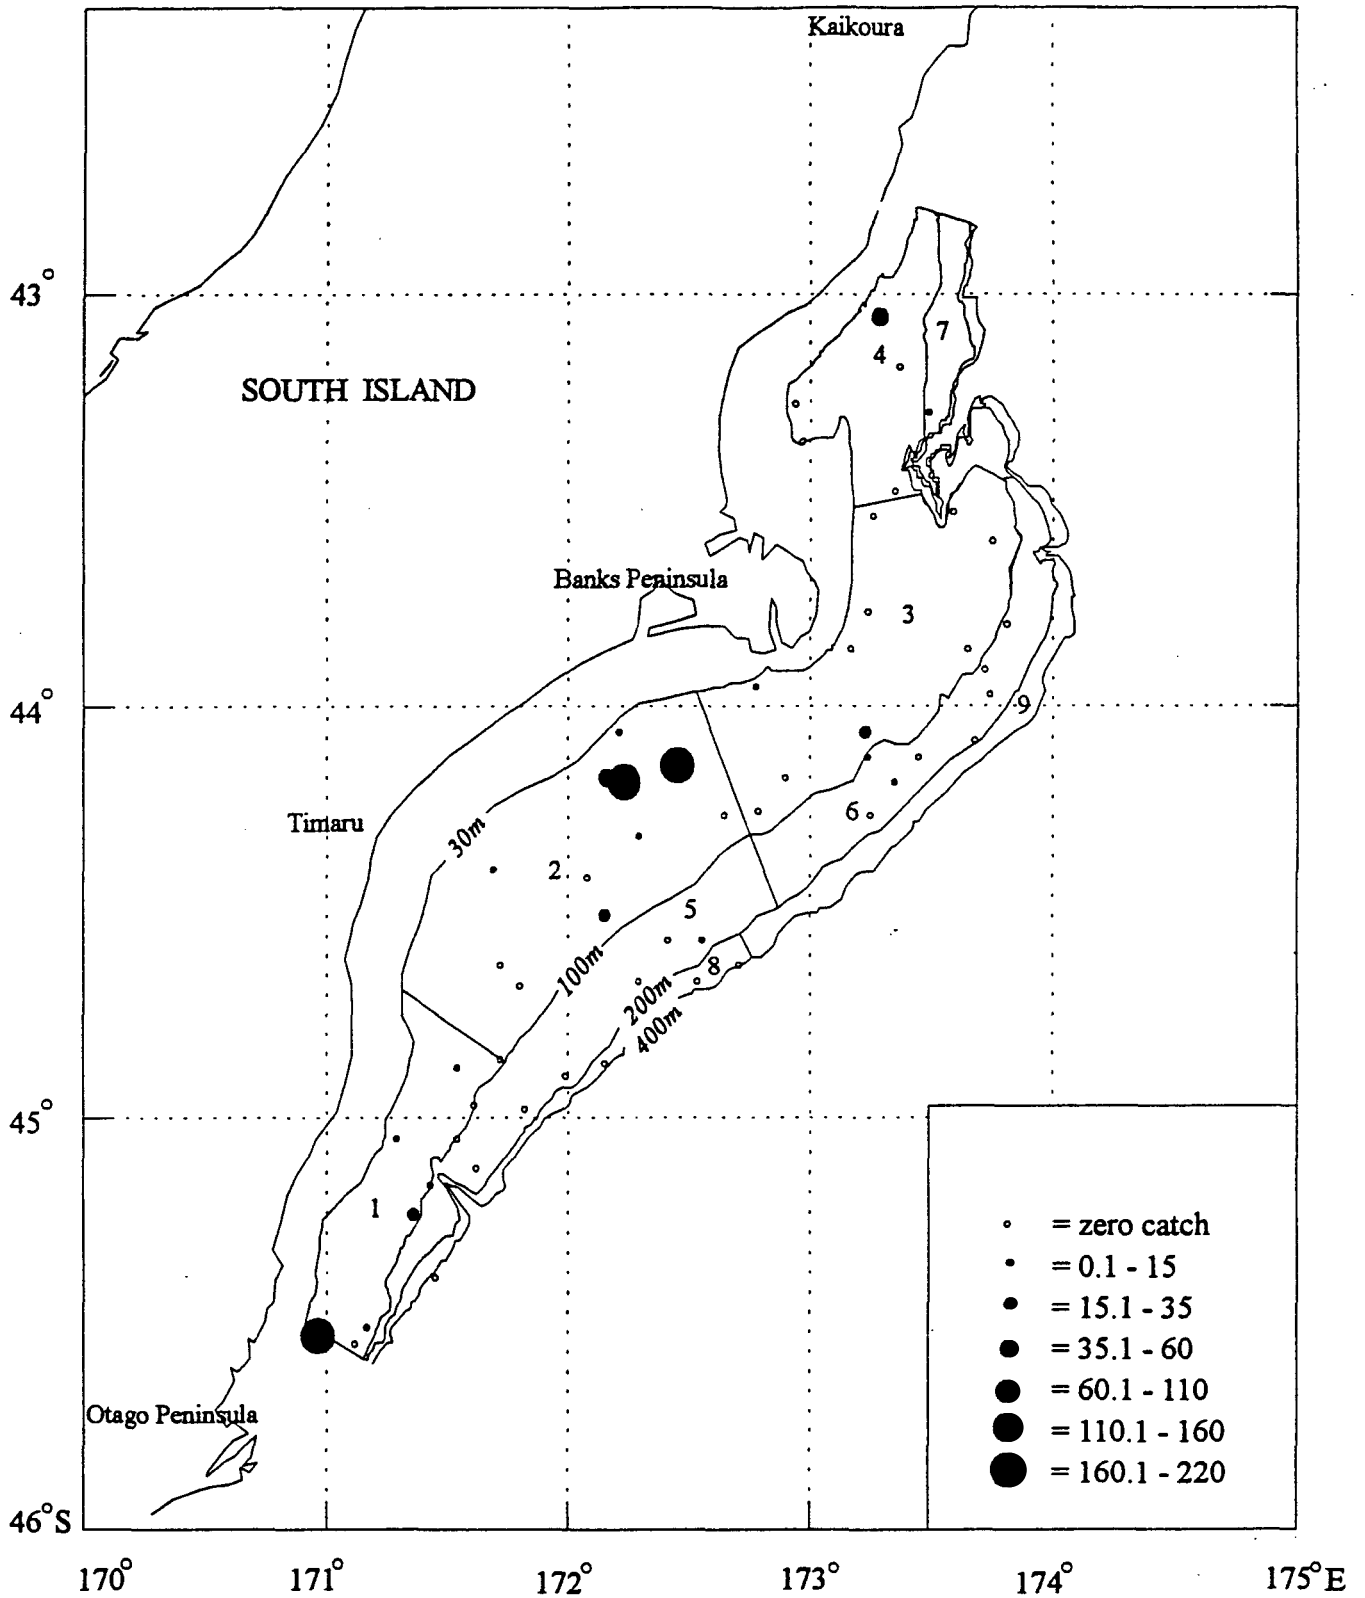 Kaikoura
43°
7
4
SOUTH ISLAND
Banks Peninsula
3
44°
9
6
Timaru
30m
2
5
100m
8
200m
400m
45°
1
= zero catch
= 0.1 - 15
= 15.1 - 35
= 35.1 - 60
= 60.1 - 110
= 110.1 - 160
= 160.1 - 220
Otago Peninsula
46°S
170° 171° 172° 173° 174° 175°E